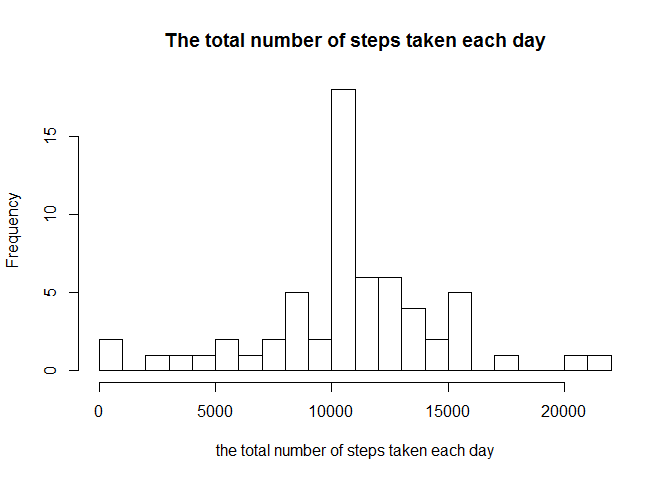 The total number of steps taken each day
Frequency
15
10
5
0
0 5000 10000 15000 20000
the total number of steps taken each day